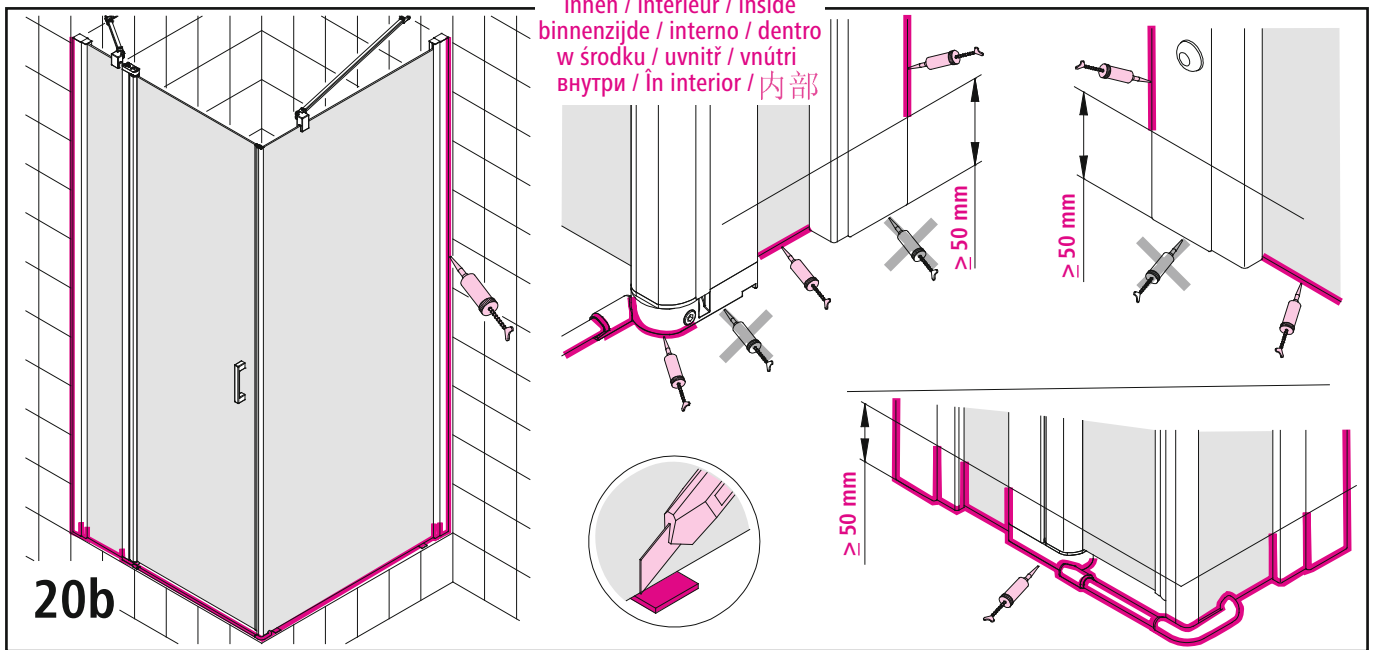 innen / intérieur / inside
binnenzijde / interno / dentro
w środku / uvnitř / vnútri
внутри / În interior / 内部
≥ 50 mm
≥ 50 mm
≥ 50 mm
20b